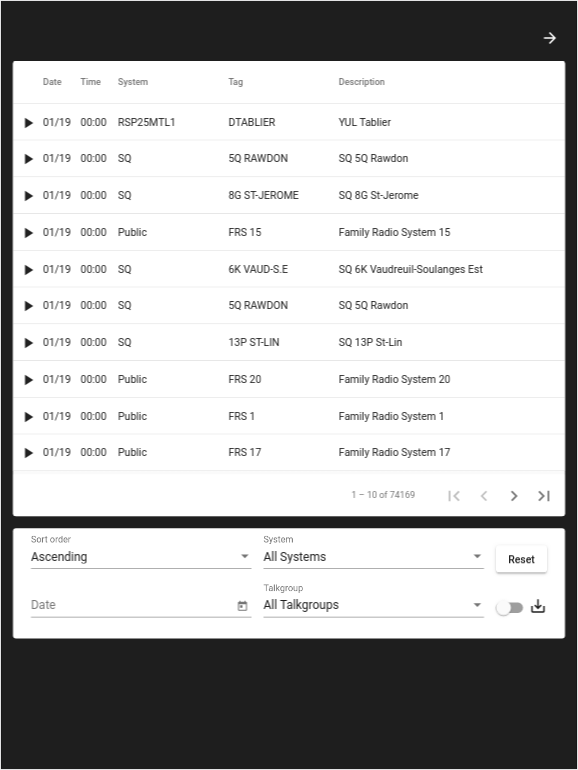 Date Time System Tag Description
01/19 00:00 RSP25MTL1 DTABLIER YUL Tablier
01/19 00:00 SQ 5Q RAWDON SQ 5Q Rawdon
01/19 00:00 SQ 8G ST-JEROME SQ 8G St-Jerome
01/19 00:00 Public FRS 15 Family Radio System 15
01/19 00:00 SQ 6K VAUD-S.E SQ 6K Vaudreuil-Soulanges Est
01/19 00:00 SQ 5Q RAWDON SQ 5Q Rawdon
01/19 00:00 SQ 13P ST-LIN SQ 13P St-Lin
01/19 00:00 Public FRS 20 Family Radio System 20
01/19 00:00 Public FRS 1 Family Radio System 1
01/19 00:00 Public FRS 17 Family Radio System 17
1 – 10 of 74169
Sort order System
Ascending All Systems Reset
Talkgroup
Date All Talkgroups